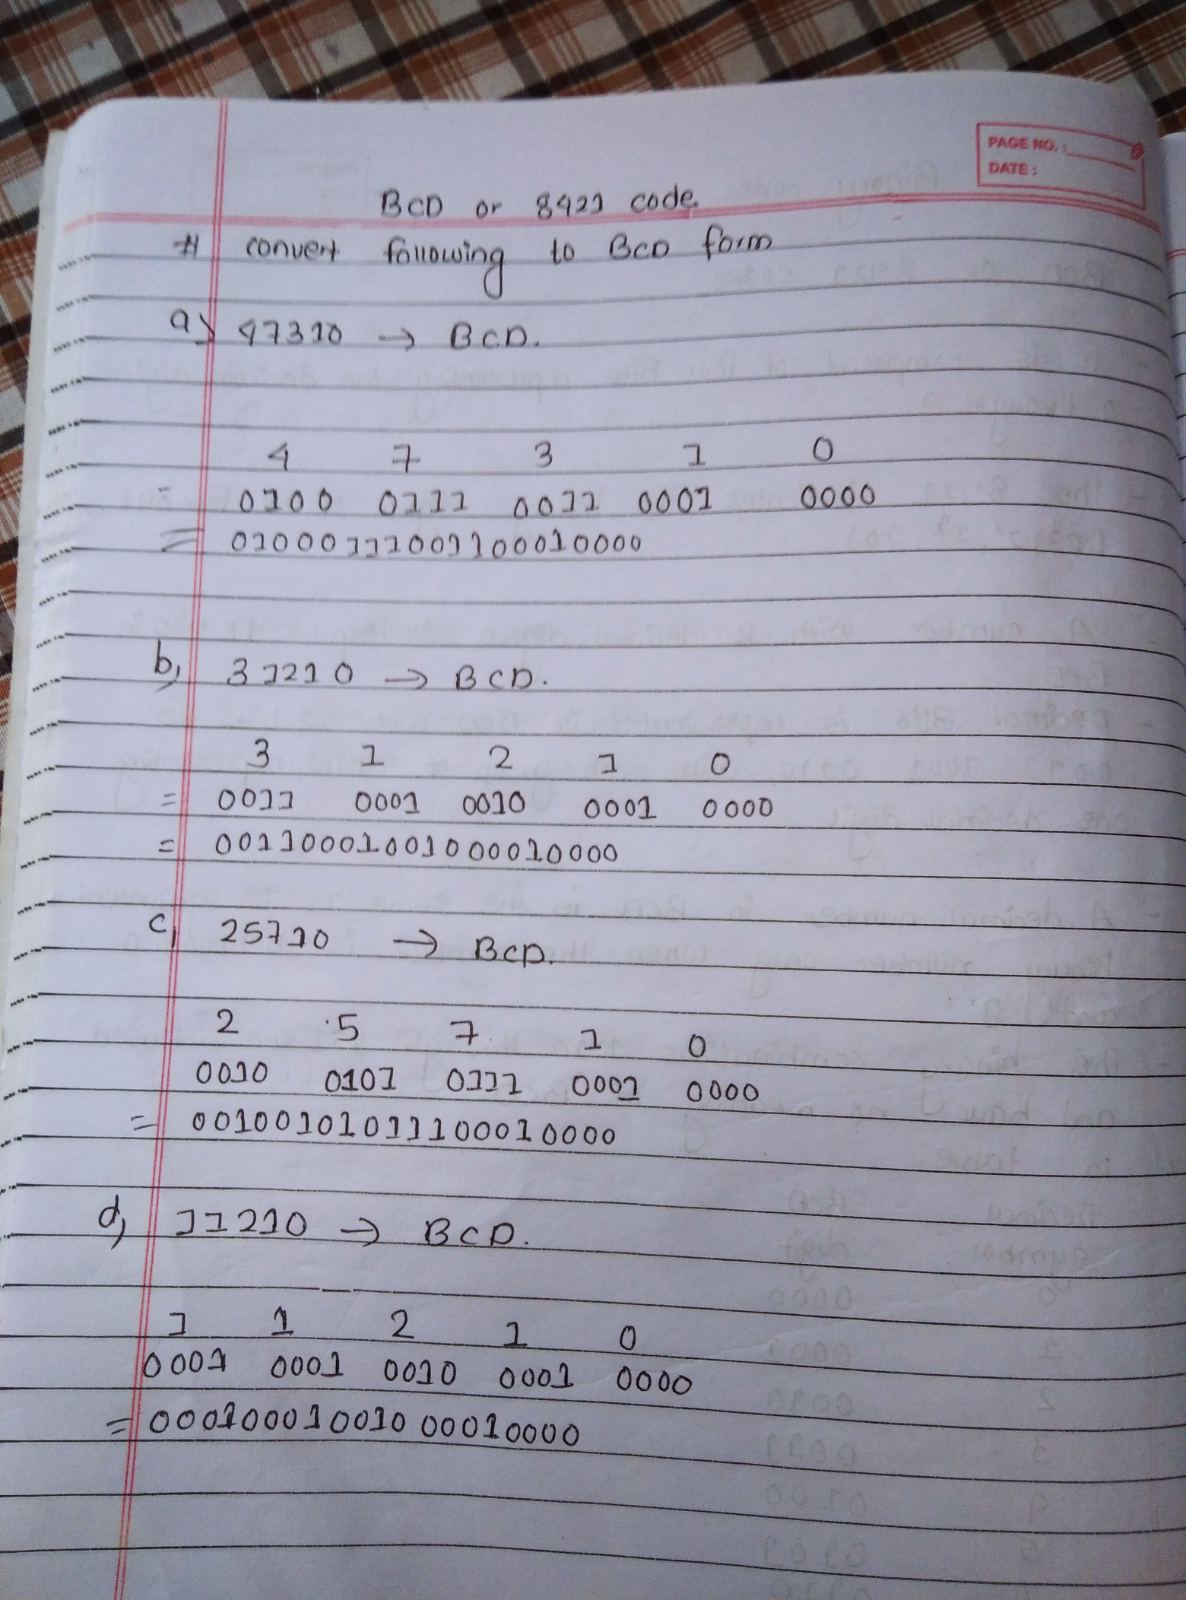 PAGE NO.:
DATE:
BCD or 8421 code.
# convert following to BCD form
a) 47310 → BCD.
4 7 3 1 0
= 0100 0111 0011 0001 0000
= 01000111001100010000
b) 31210 → BCD.
3 1 2 1 0
= 0011 0001 0010 0001 0000
= 00110001001000010000
c) 25710 → BCD.
2 5 7 1 0
0010 0101 0111 0001 0000
= 00100101011100010000
d) 11210 → BCD.
1 1 2 1 0
0001 0001 0010 0001 0000
= 000100010010 00010000